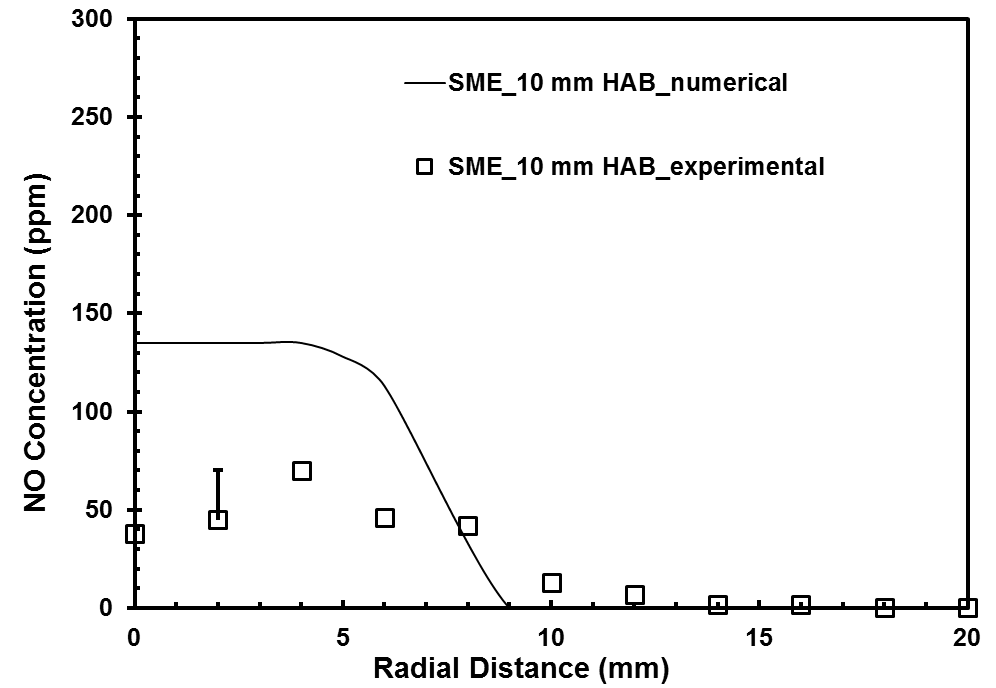 SME_10 mm HAB_numerical
SME_10 mm HAB_experimental
NO Concentration (ppm)
300
250
200
150
100
50
0
0 5 10 15 20
Radial Distance (mm)